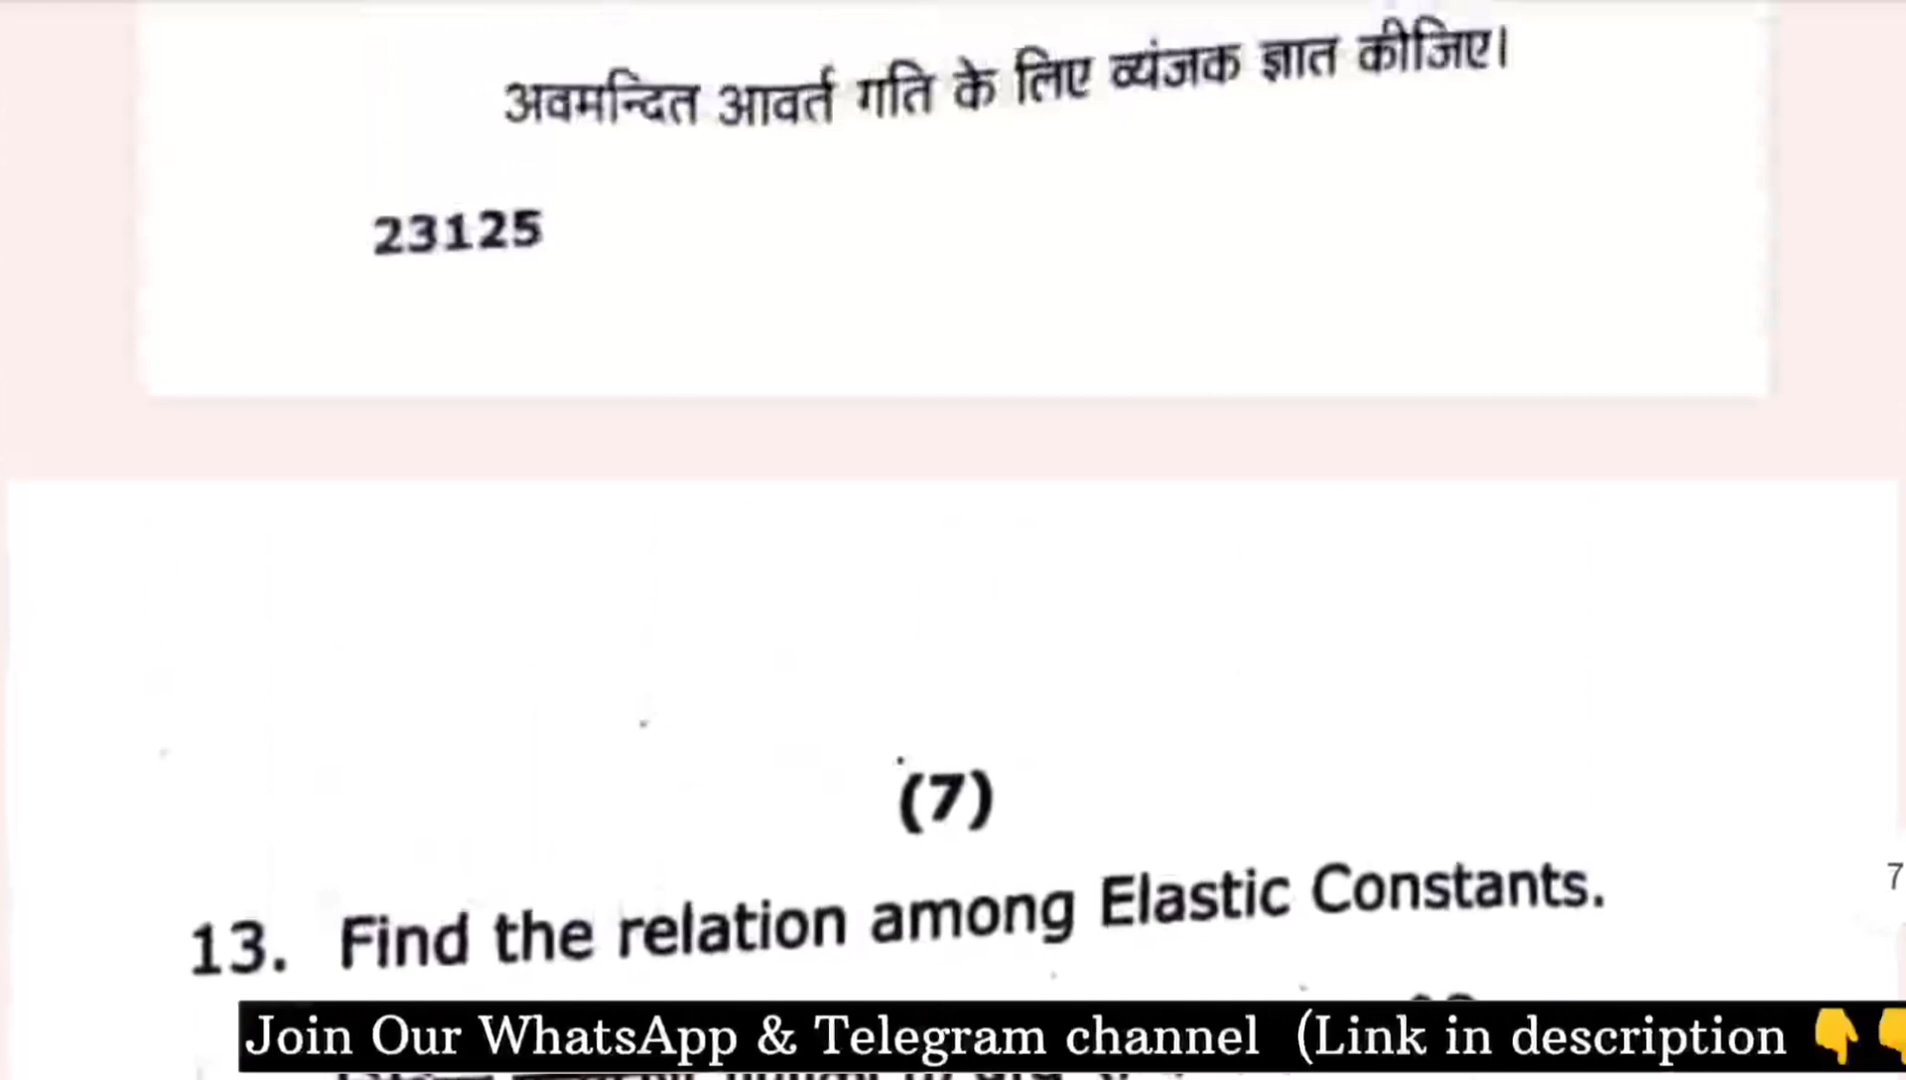 अवमन्दित आवर्त गति के लिए व्यंजक ज्ञात कीजिए।
23125
(7)
7
13. Find the relation among Elastic Constants.
Join Our WhatsApp & Telegram channel (Link in description 👇👇